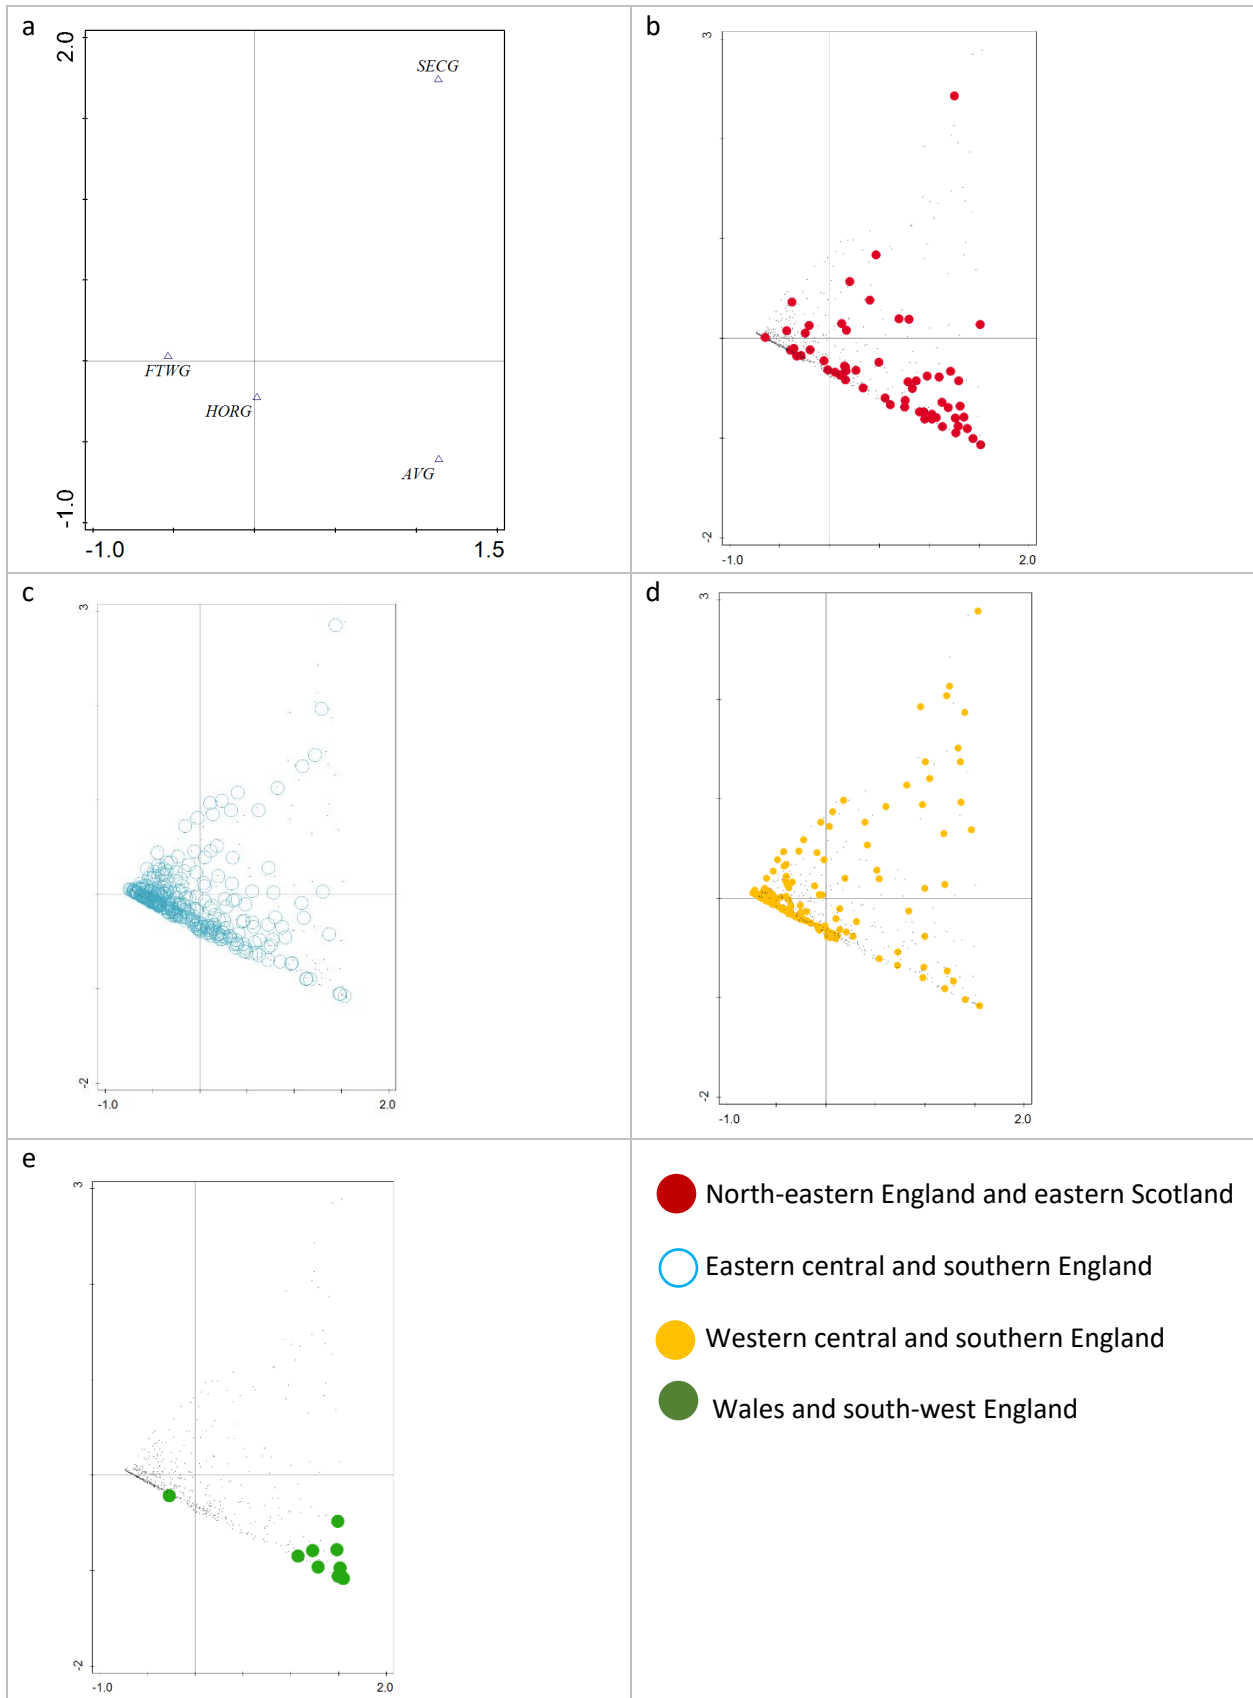 a
2.0
SECG
FTWG
HORG
AVG
-1.0
-1.0
1.5
b
3
-2
-1.0
2.0
c
3
-2
-1.0
2.0
d
3
-2
-1.0
2.0
e
3
-2
-1.0
2.0
North-eastern England and eastern Scotland
Eastern central and southern England
Western central and southern England
Wales and south-west England